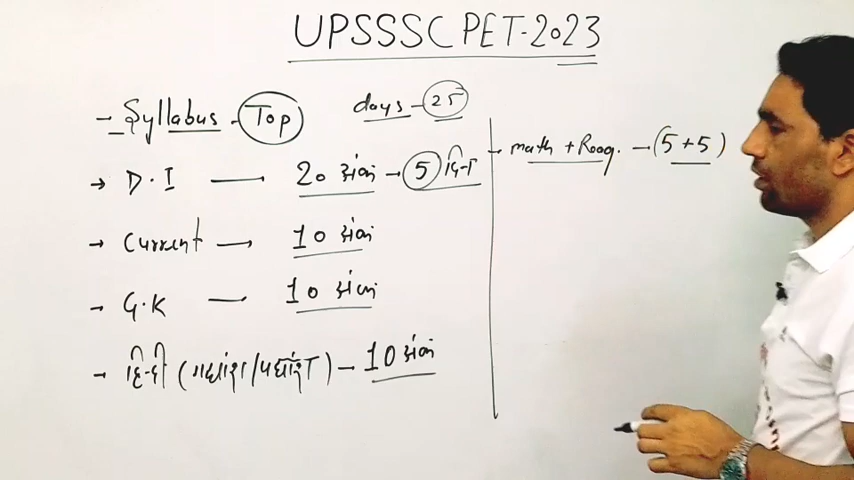 UPSSSC PET-2023
- Syllabus - Top
days - 25
→ D.I — 20 अंक → 5 दिन
→ Current — 10 अंक
→ G.K — 10 अंक
→ हिन्दी (गद्यांश/पद्यांश) - 10 अंक
- math + Reag. - (5+5)